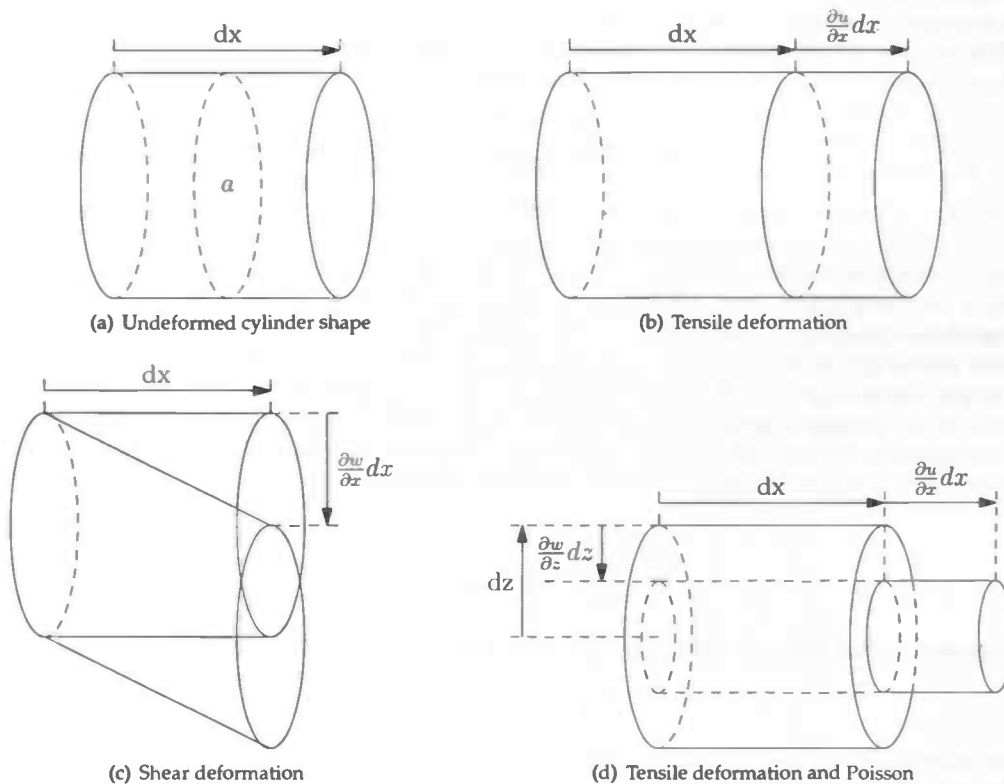 dx
dx
∂u/∂x dx
a
(a) Undeformed cylinder shape
(b) Tensile deformation
dx
∂w/∂x dx
dx
∂u/∂x dx
∂w/∂z dz
dz
(c) Shear deformation
(d) Tensile deformation and Poisson